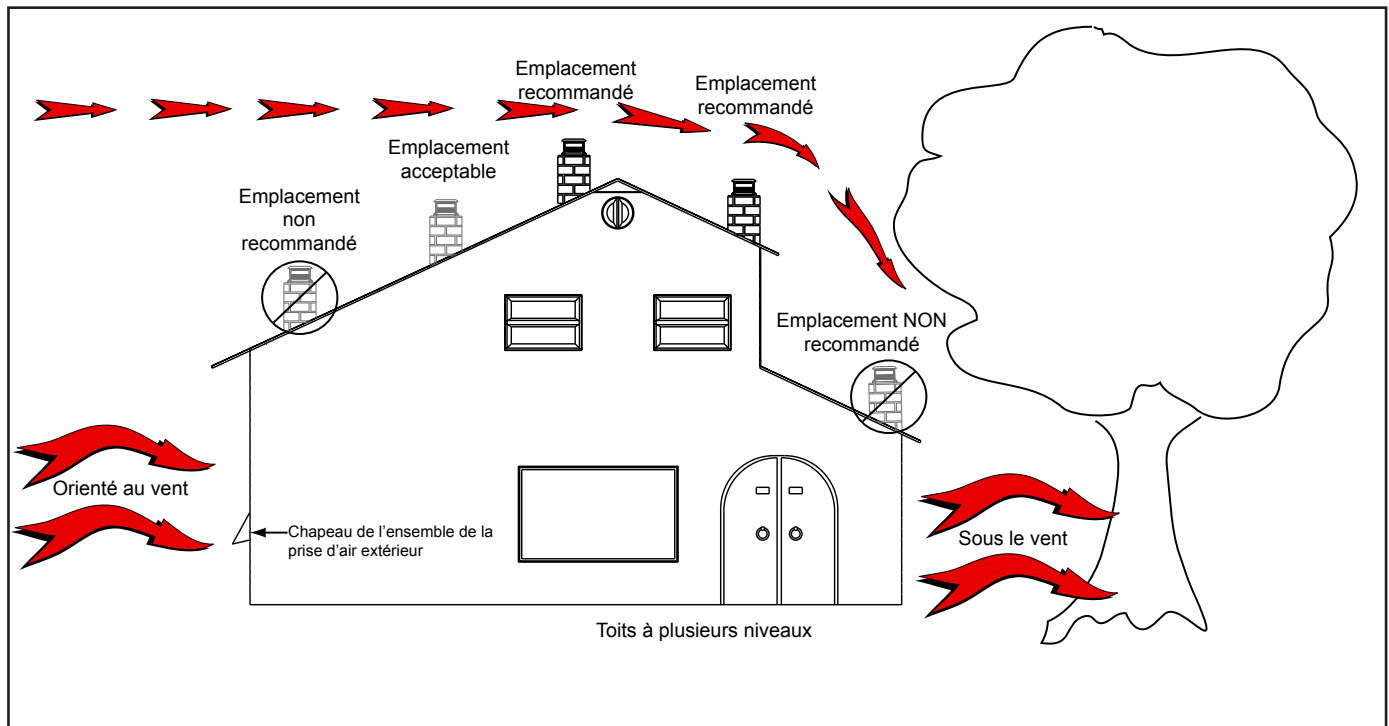 Emplacement
recommandé
Emplacement
recommandé
Emplacement
acceptable
Emplacement
non
recommandé
Emplacement NON
recommandé
Orienté au vent
Chapeau de l’ensemble de la
prise d’air extérieur
Sous le vent
Toits à plusieurs niveaux